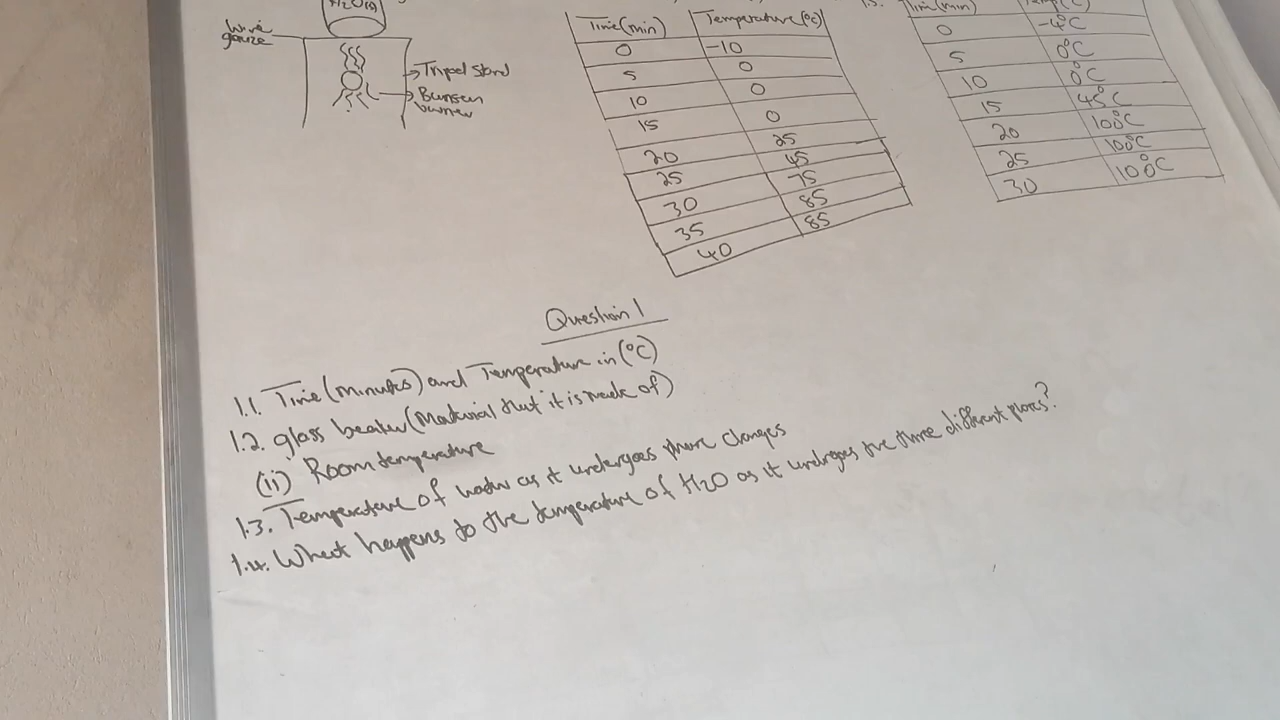 H2O(s)
wire
gauze
Tripod stand
Bunsen
burner
Time(min) Temperature(°C)
0 -10
5 0
10 0
15 0
20 25
25 45
30 75
35 85
40 85
Time(min) Temp(°C)
0 -4°C
5 0°C
10 0°C
15 45°C
20 100°C
25 100°C
30 100°C
Question 1
1.1. Time(minutes) and Temperature in (°C)
1.2. glass beaker(Material that it is made of)
(ii) Room temperature
1.3. Temperature of water as it undergoes phase changes
1.4. What happens to the temperature of H2O as it undergoes the three different phases?